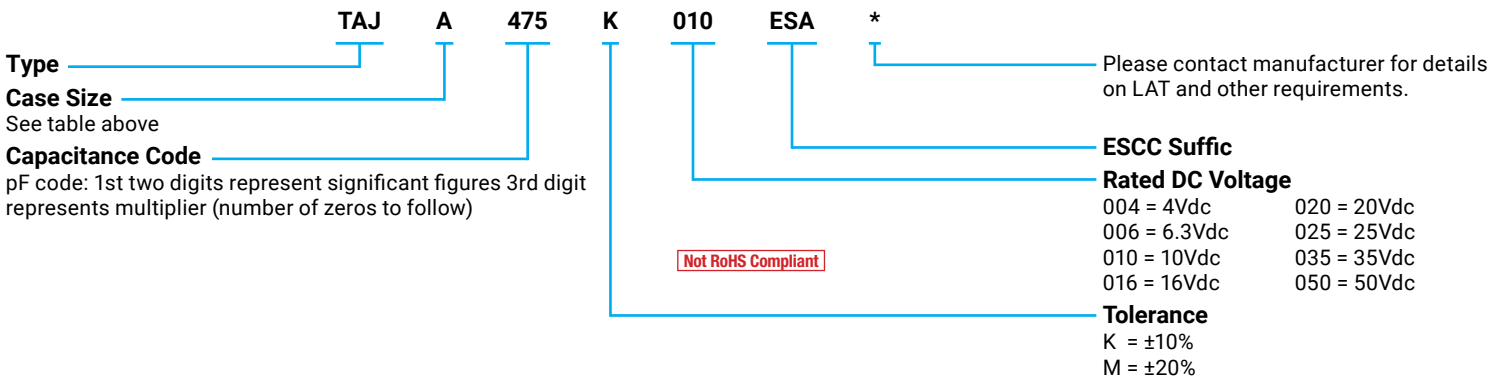 TAJ A 475 K 010 ESA *
Type
Case Size
See table above
Capacitance Code
pF code: 1st two digits represent significant figures 3rd digit
represents multiplier (number of zeros to follow)
Not RoHS Compliant
Please contact manufacturer for details
on LAT and other requirements.
ESCC Suffic
Rated DC Voltage
004 = 4Vdc 020 = 20Vdc
006 = 6.3Vdc 025 = 25Vdc
010 = 10Vdc 035 = 35Vdc
016 = 16Vdc 050 = 50Vdc
Tolerance
K = ±10%
M = ±20%